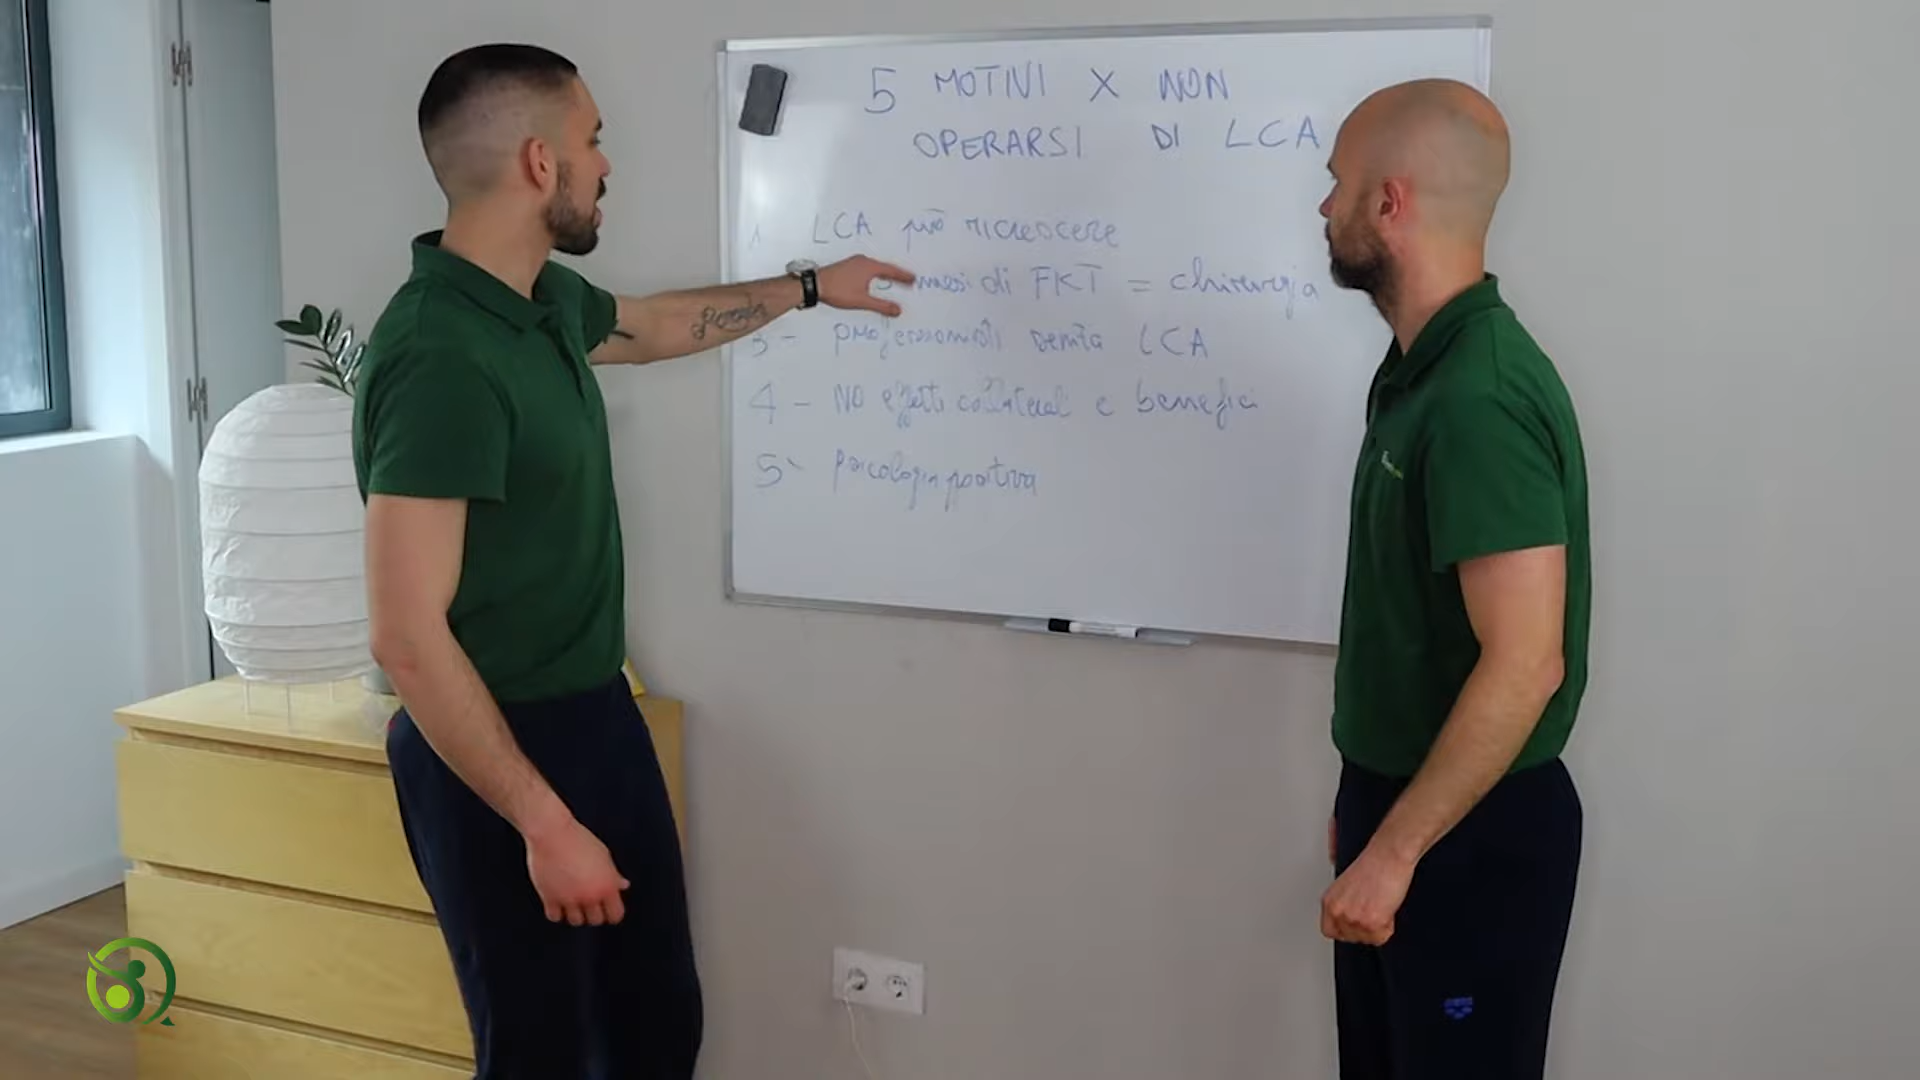 5 MOTIVI X NON
OPERARSI DI LCA
1 LCA può ricrescere
3 mesi di FKT = chirurgia
3- professionisti senza LCA
4- NO effetti collaterali e benefici
5- psicologia positiva